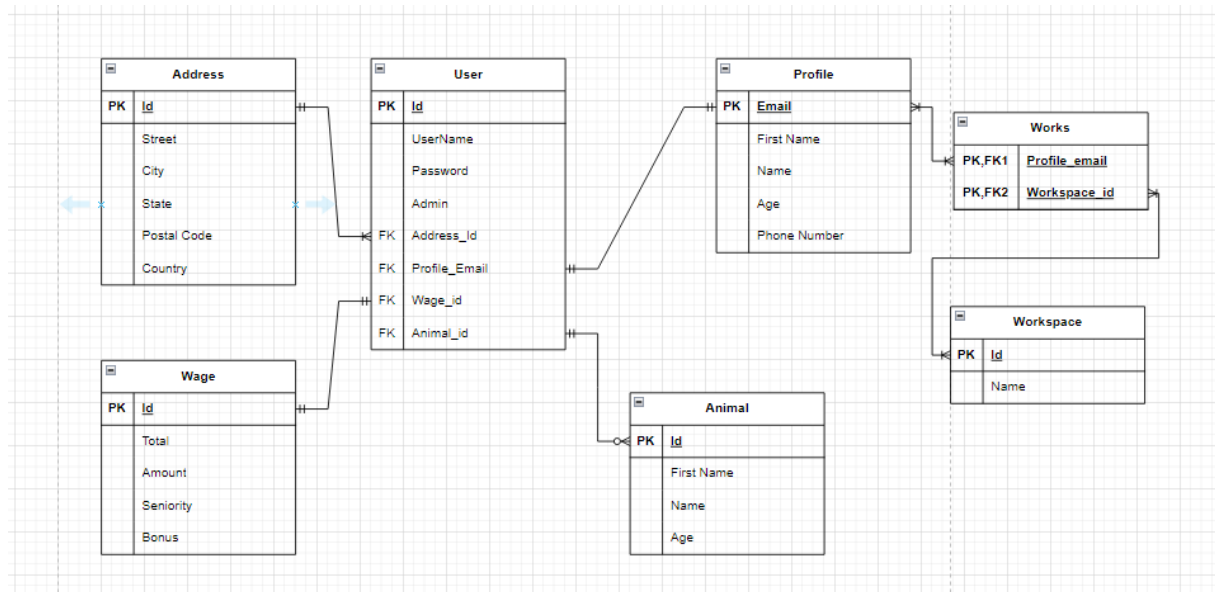 Address
PK Id
Street
City
State
Postal Code
Country
User
PK Id
UserName
Password
Admin
FK Address_Id
FK Profile_Email
FK Wage_id
FK Animal_id
Profile
PK Email
First Name
Name
Age
Phone Number
Works
PK,FK1 Profile_email
PK,FK2 Workspace_id
Workspace
PK Id
Name
Wage
PK Id
Total
Amount
Seniority
Bonus
Animal
PK Id
First Name
Name
Age